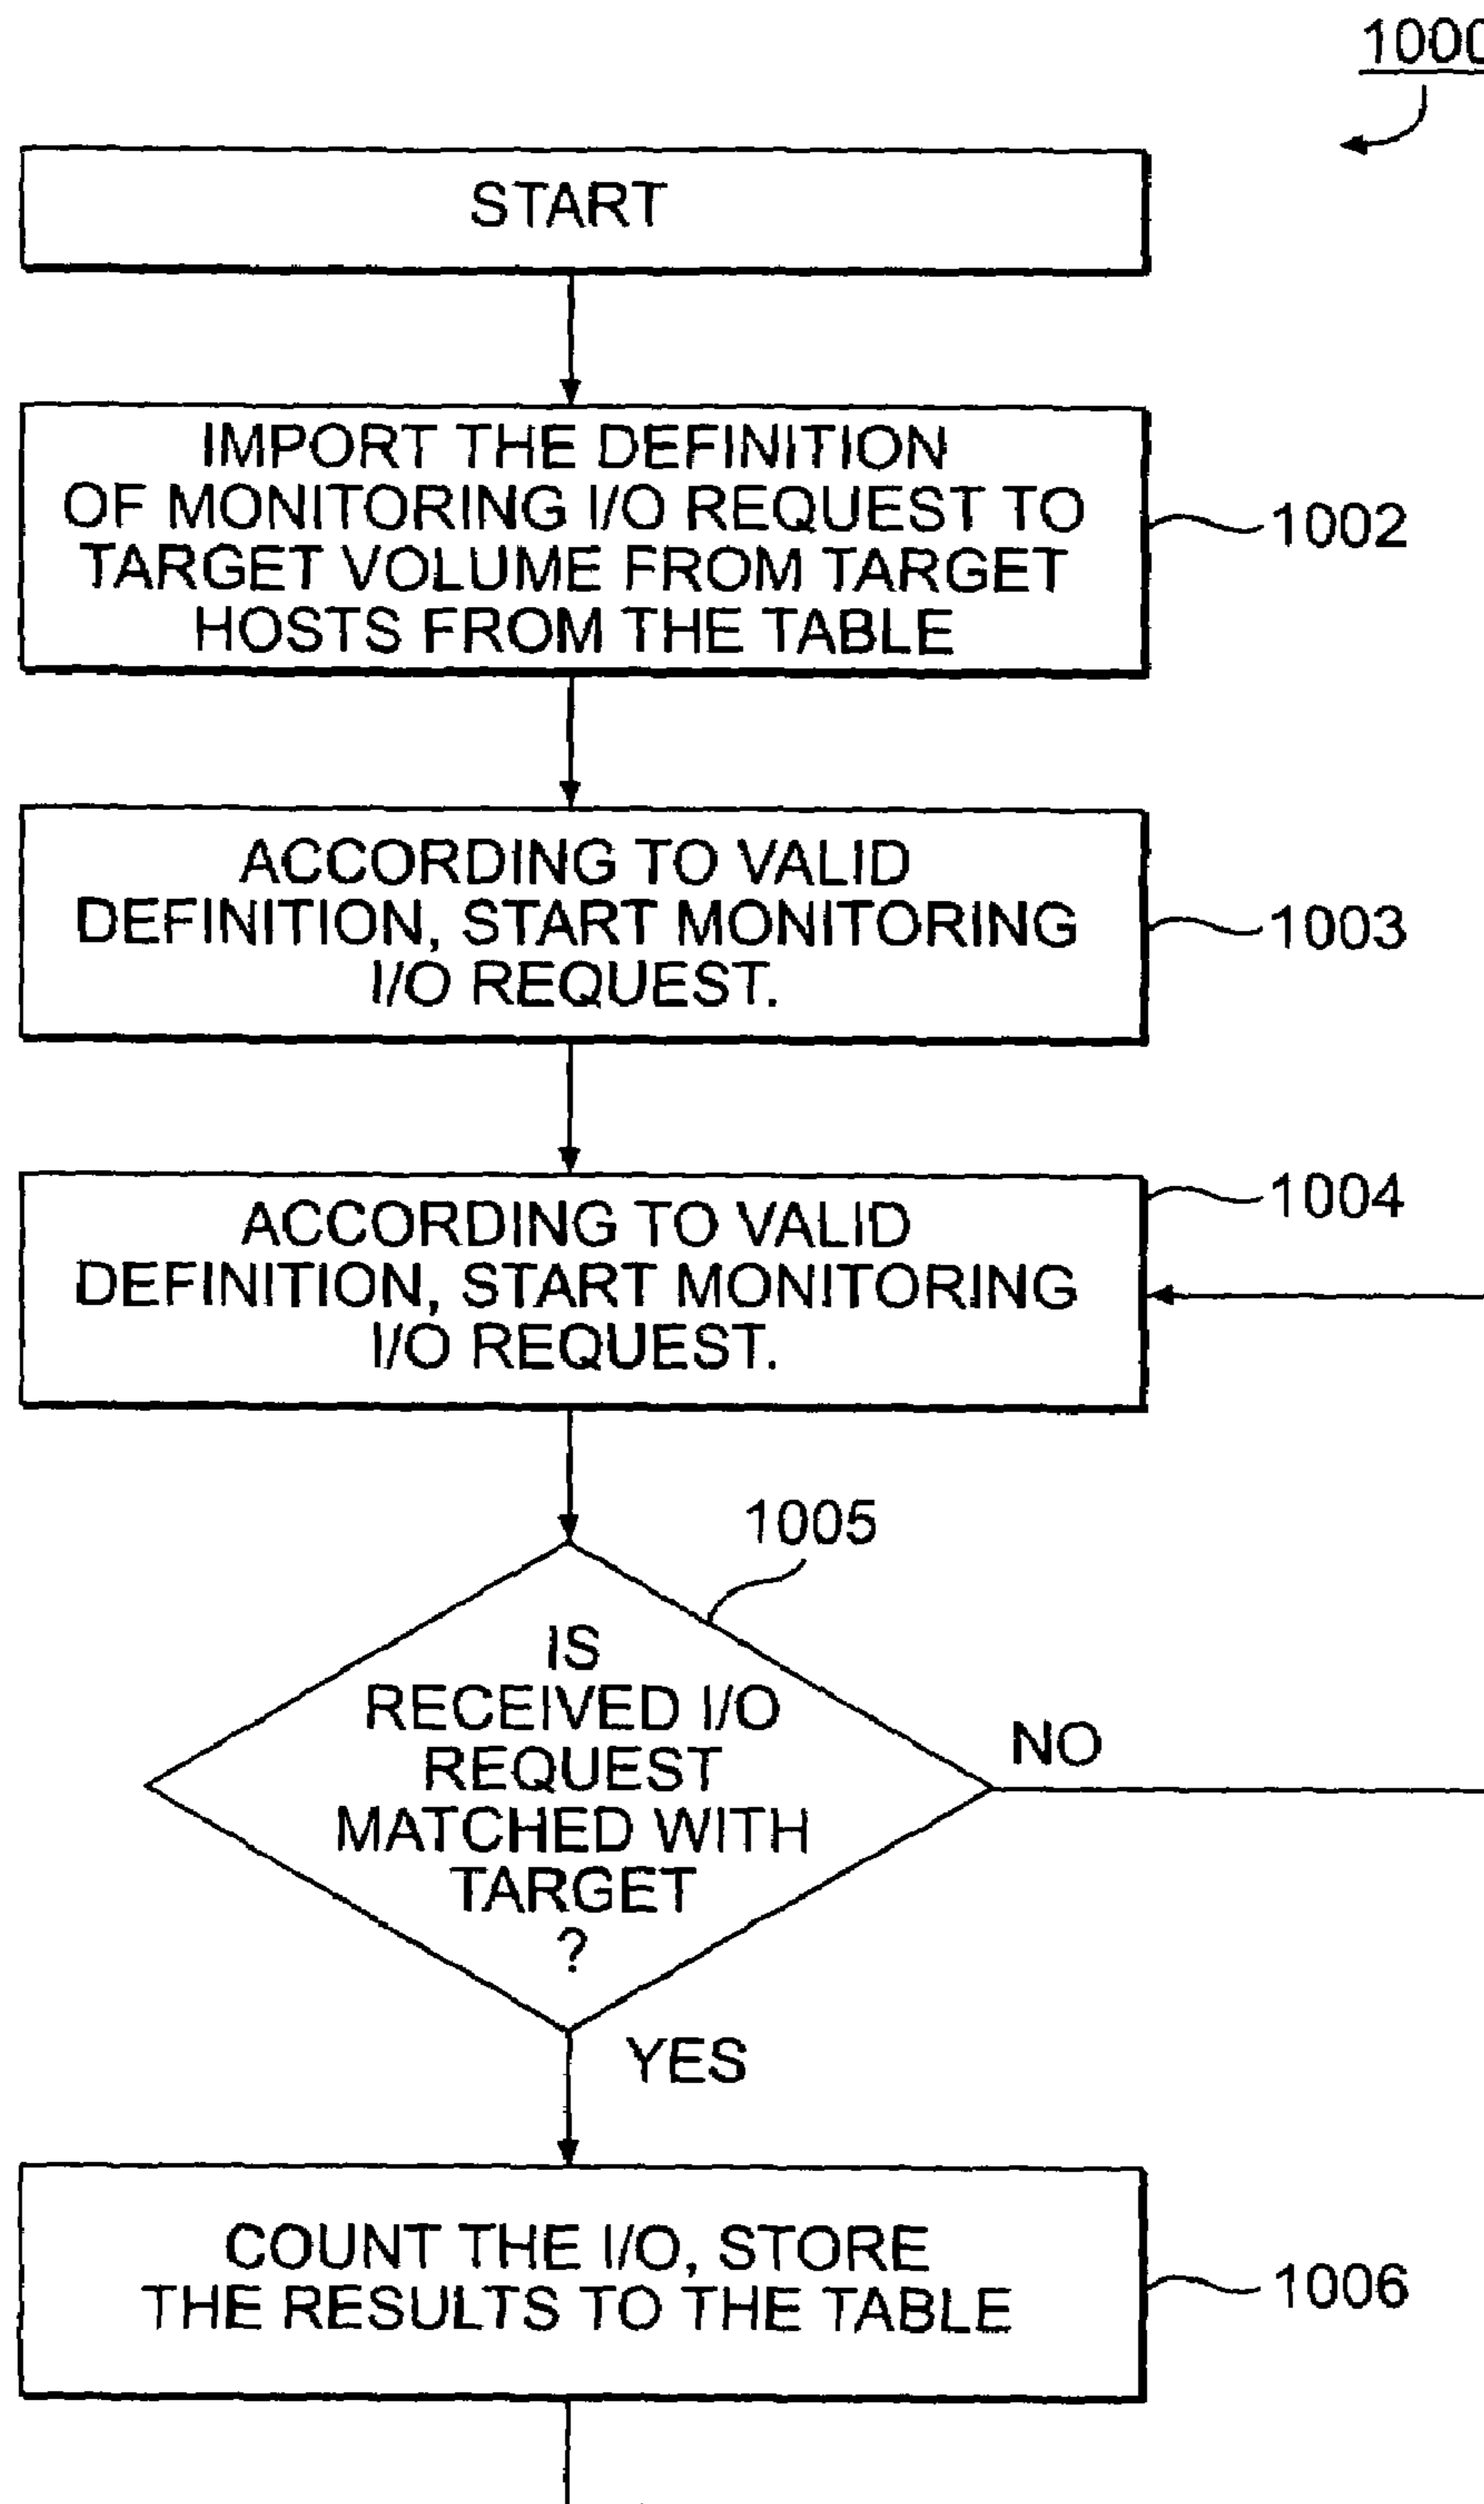 1000
START
IMPORT THE DEFINITION
OF MONITORING I/O REQUEST TO
TARGET VOLUME FROM TARGET
HOSTS FROM THE TABLE
1002
ACCORDING TO VALID
DEFINITION, START MONITORING
I/O REQUEST.
1003
1004
ACCORDING TO VALID
DEFINITION, START MONITORING
I/O REQUEST.
1005
IS
RECEIVED I/O
REQUEST
MATCHED WITH
TARGET
?
NO
YES
COUNT THE I/O, STORE
THE RESULTS TO THE TABLE
1006